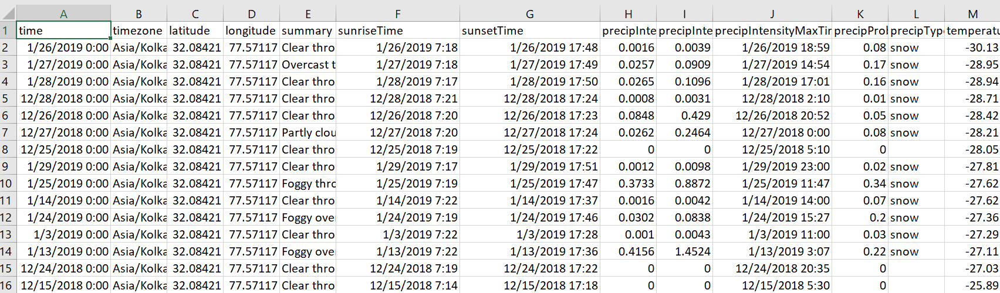 A B C D E F G H I J K L M
1 time timezone latitude longitude summary sunriseTime sunsetTime precipInte precipInte precipIntensityMaxTim precipProb precipType temperatu
2 1/26/2019 0:00 Asia/Kolka 32.08421 77.57117 Clear thro 1/26/2019 7:18 1/26/2019 17:48 0.0016 0.0039 1/26/2019 18:59 0.08 snow -30.13
3 1/27/2019 0:00 Asia/Kolka 32.08421 77.57117 Overcast t 1/27/2019 7:18 1/27/2019 17:49 0.0257 0.0909 1/27/2019 14:54 0.17 snow -28.95
4 1/28/2019 0:00 Asia/Kolka 32.08421 77.57117 Clear thro 1/28/2019 7:17 1/28/2019 17:50 0.0265 0.1096 1/28/2019 17:01 0.16 snow -28.94
5 12/28/2018 0:00 Asia/Kolka 32.08421 77.57117 Clear thro 12/28/2018 7:21 12/28/2018 17:24 0.0008 0.0031 12/28/2018 2:10 0.01 snow -28.71
6 12/26/2018 0:00 Asia/Kolka 32.08421 77.57117 Clear thro 12/26/2018 7:20 12/26/2018 17:23 0.0848 0.429 12/26/2018 20:52 0.05 snow -28.42
7 12/27/2018 0:00 Asia/Kolka 32.08421 77.57117 Partly clou 12/27/2018 7:20 12/27/2018 17:24 0.0262 0.2464 12/27/2018 0:00 0.08 snow -28.21
8 12/25/2018 0:00 Asia/Kolka 32.08421 77.57117 Clear thro 12/25/2018 7:19 12/25/2018 17:22 0 0 12/25/2018 5:10 0 -28.05
9 1/29/2019 0:00 Asia/Kolka 32.08421 77.57117 Clear thro 1/29/2019 7:17 1/29/2019 17:51 0.0012 0.0098 1/29/2019 23:00 0.02 snow -27.81
10 1/25/2019 0:00 Asia/Kolka 32.08421 77.57117 Foggy thro 1/25/2019 7:19 1/25/2019 17:47 0.3733 0.8872 1/25/2019 11:47 0.34 snow -27.62
11 1/14/2019 0:00 Asia/Kolka 32.08421 77.57117 Clear thro 1/14/2019 7:22 1/14/2019 17:37 0.0016 0.0042 1/14/2019 14:00 0.07 snow -27.62
12 1/24/2019 0:00 Asia/Kolka 32.08421 77.57117 Foggy ove 1/24/2019 7:19 1/24/2019 17:46 0.0302 0.0838 1/24/2019 15:27 0.2 snow -27.36
13 1/3/2019 0:00 Asia/Kolka 32.08421 77.57117 Clear thro 1/3/2019 7:22 1/3/2019 17:28 0.001 0.0043 1/3/2019 11:00 0.03 snow -27.29
14 1/13/2019 0:00 Asia/Kolka 32.08421 77.57117 Foggy ove 1/13/2019 7:22 1/13/2019 17:36 0.4156 1.4524 1/13/2019 3:07 0.22 snow -27.11
15 12/24/2018 0:00 Asia/Kolka 32.08421 77.57117 Clear thro 12/24/2018 7:19 12/24/2018 17:22 0 0 12/24/2018 20:35 0 -27.03
16 12/15/2018 0:00 Asia/Kolka 32.08421 77.57117 Clear thro 12/15/2018 7:14 12/15/2018 17:18 0 0 12/15/2018 5:30 0 -25.89